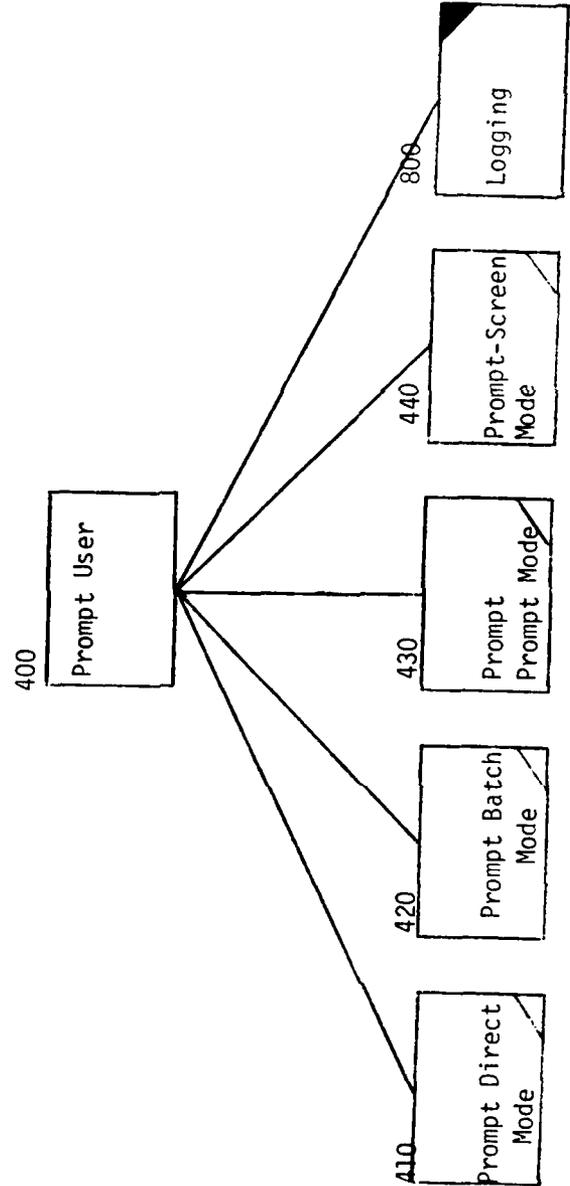 400
Prompt User
410
Prompt Direct
Mode
420
Prompt Batch
Mode
430
Prompt
Prompt Mode
440
Prompt-Screen
Mode
800
Logging